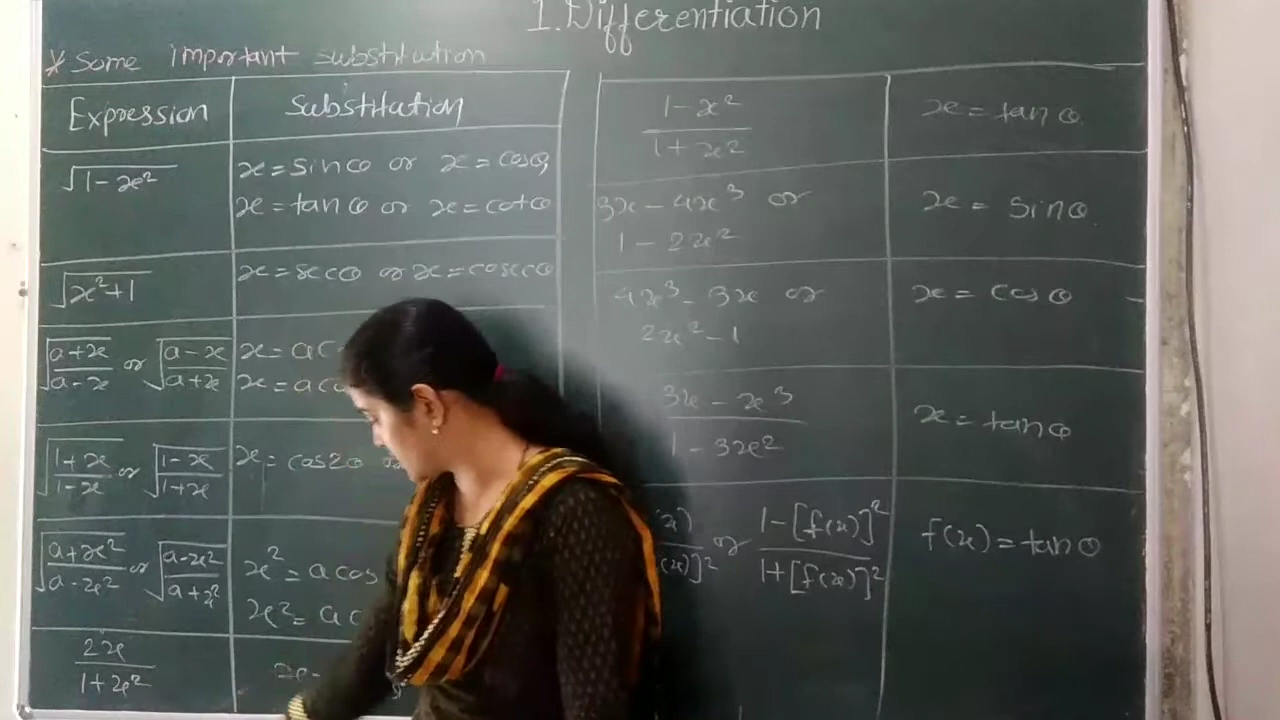 1. Differentiation
* Some important substitution
Expression Substitution
√1-x² x = sinθ or x = cosθ
x = tanθ or x = cotθ
√x²+1 x = secθ or x = cosecθ
√a+x/a-x or √a-x/a+x x = a
x = a
√1+x/1-x or √1-x/1+x x = cos2θ
√a+x²/a-x² or √a-x²/a+x² x² = acos
x² = a
2x/1+x² x
1-x²/1+x² x = tanθ
3x-4x³ or x = sinθ
1-2x²
4x³-3x or x = cosθ
2x²-1
3x-x³/1-3x² x = tanθ
or 1-[f(x)]²/1+[f(x)]² f(x) = tanθ